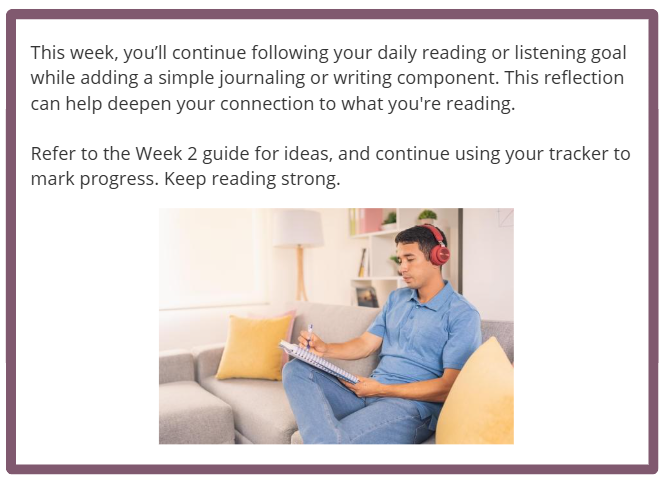 This week, you’ll continue following your daily reading or listening goal
while adding a simple journaling or writing component. This reflection
can help deepen your connection to what you're reading.
Refer to the Week 2 guide for ideas, and continue using your tracker to
mark progress. Keep reading strong.